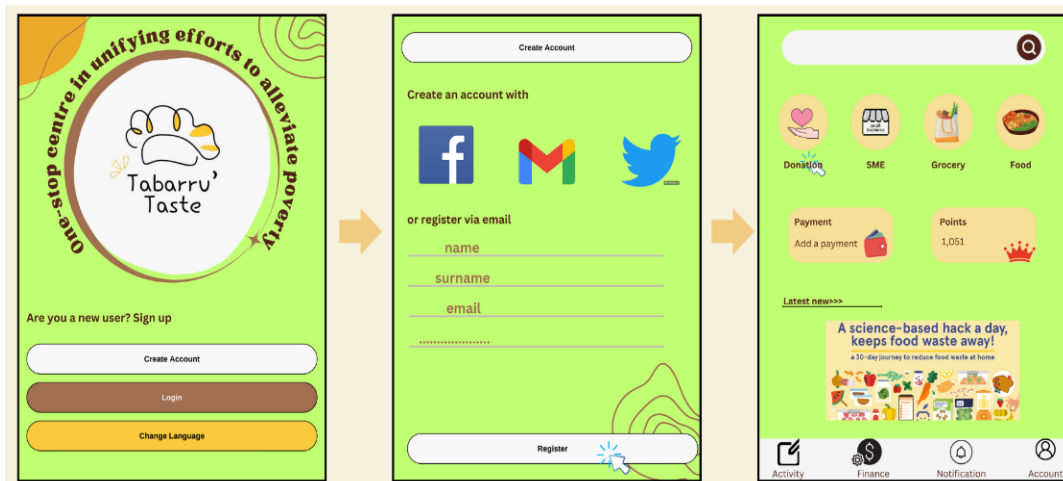 One-stop centre in unifying efforts to alleviate poverty
Tabarru'
Taste
Are you a new user? Sign up
Create Account
Login
Change Language
Create Account
Create an account with
f
M
or register via email
name
surname
email
....................
Register
Donation
SME
Grocery
Food
Payment
Add a payment
Points
1,051
Latest new>>>
A science-based hack a day,
keeps food waste away!
a 30-day journey to reduce food waste at home
Activity
Finance
Notification
Account